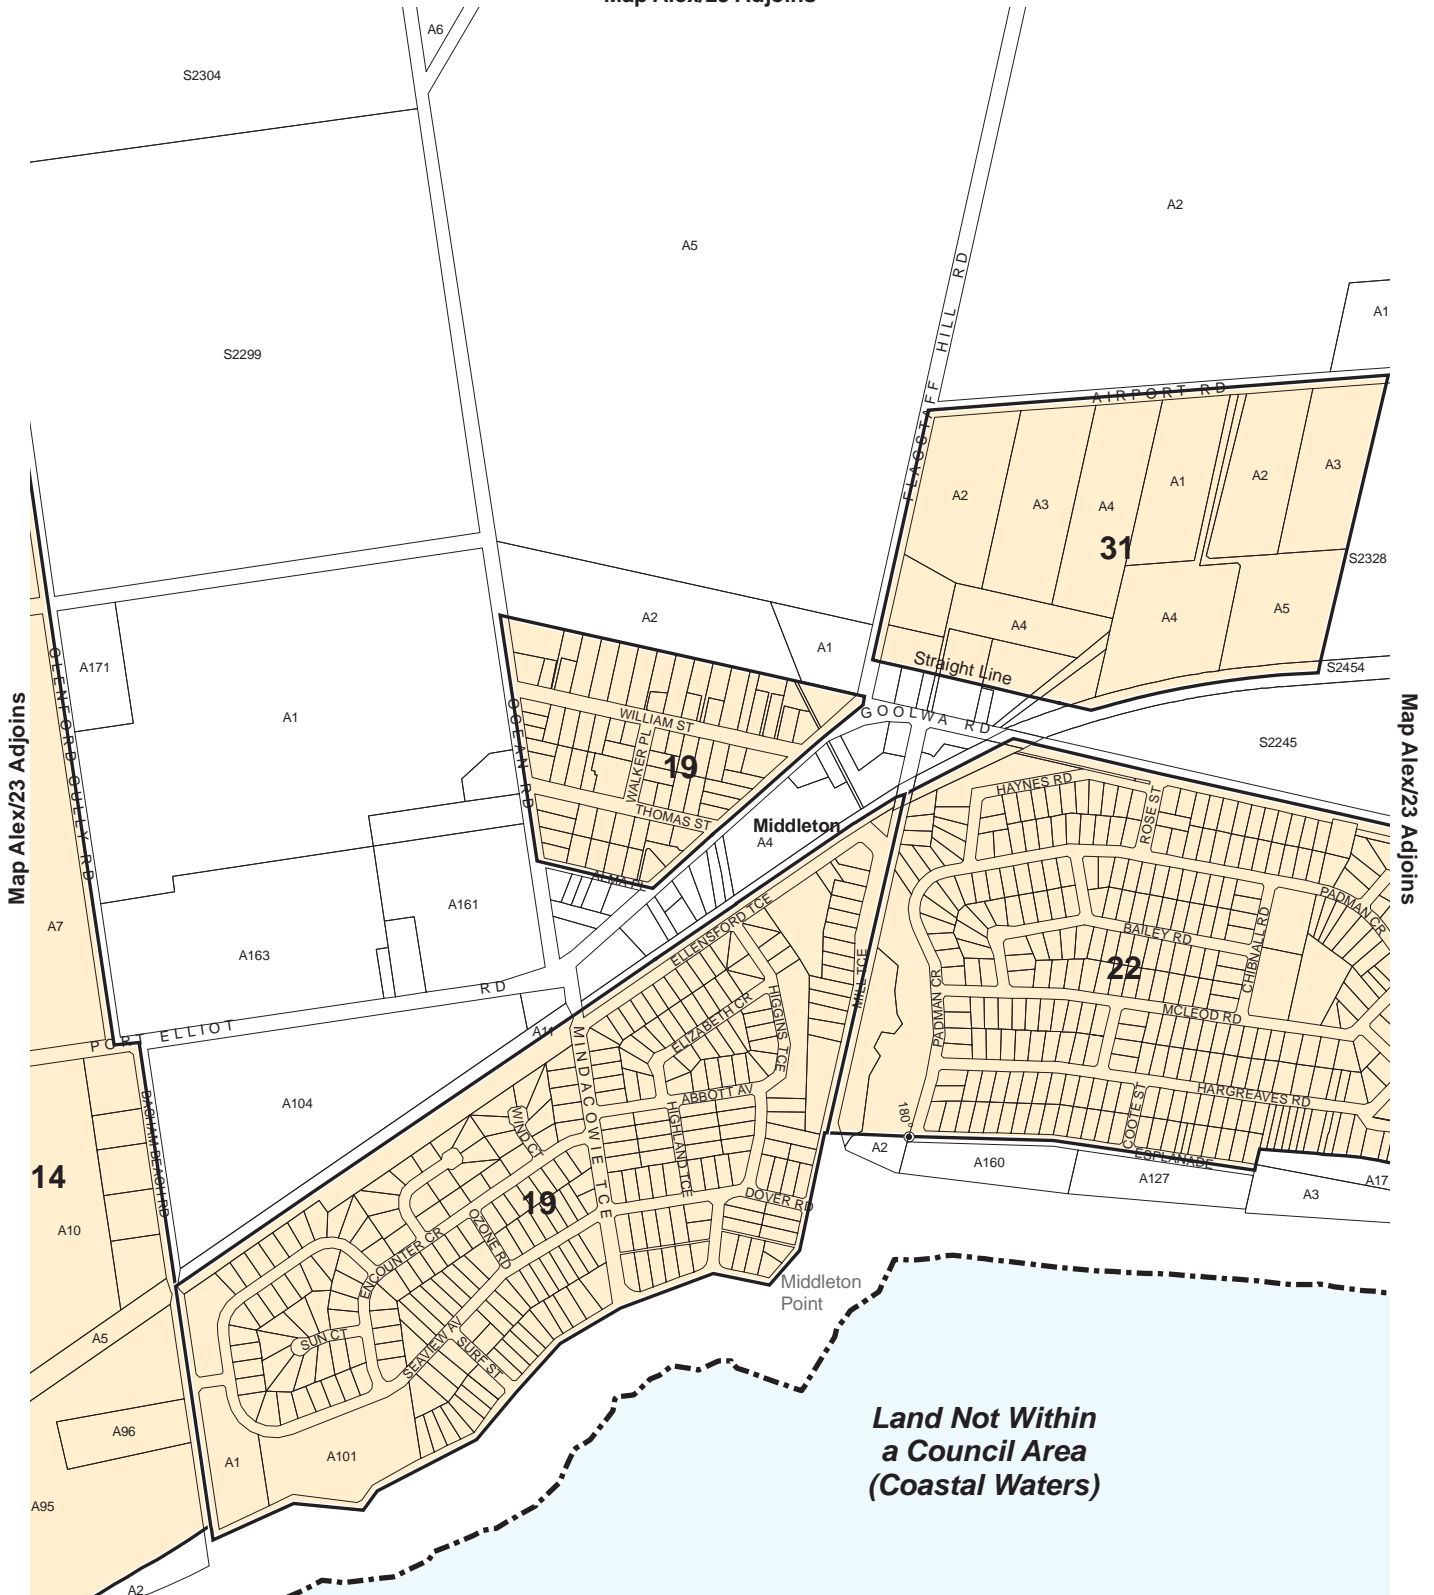 Map Alex/23 Adjoins
A6
S2304
A2
A5
HILL RD
A1
S2299
AIRPORT RD
FLAGSTAFF
A2
A3
A4
A1
A2
A3
31
S2328
A2
A4
A4
A5
A171
A1
Straight Line
S2454
GLENFORD GULLY RD
A1
OCEAN RD
WILLIAM ST
GOOLWA RD
S2245
WALKER PL
19
HAYNES RD
ROSE ST
THOMAS ST
Middleton
A4
Map Alex/23 Adjoins
Map Alex/23 Adjoins
ALMA PL
PADMAN CR
A161
ELLENSFORD TCE
A7
BAILEY RD
CHIBNALL RD
A163
MILL TCE
22
RD
HIGGINS TCE
ELIZABETH CR
PADMAN CR
MCLEOD RD
PORT ELLIOT
A11
MINDACOWIE TCE
ABBOTT AV
HARGREAVES RD
BASHAM BEACH RD
A104
WIND CT
HIGHLAND TCE
180°
COOTE ST
A2
A160
ESPLANADE
A127
14
A17
A3
A10
19
DOVER RD
OZONE RD
ENCOUNTER CR
Middleton
Point
A5
SUN CT
SEAVIEW AV
SURF ST
A96
Land Not Within
a Council Area
(Coastal Waters)
A1
A101
A95
A2